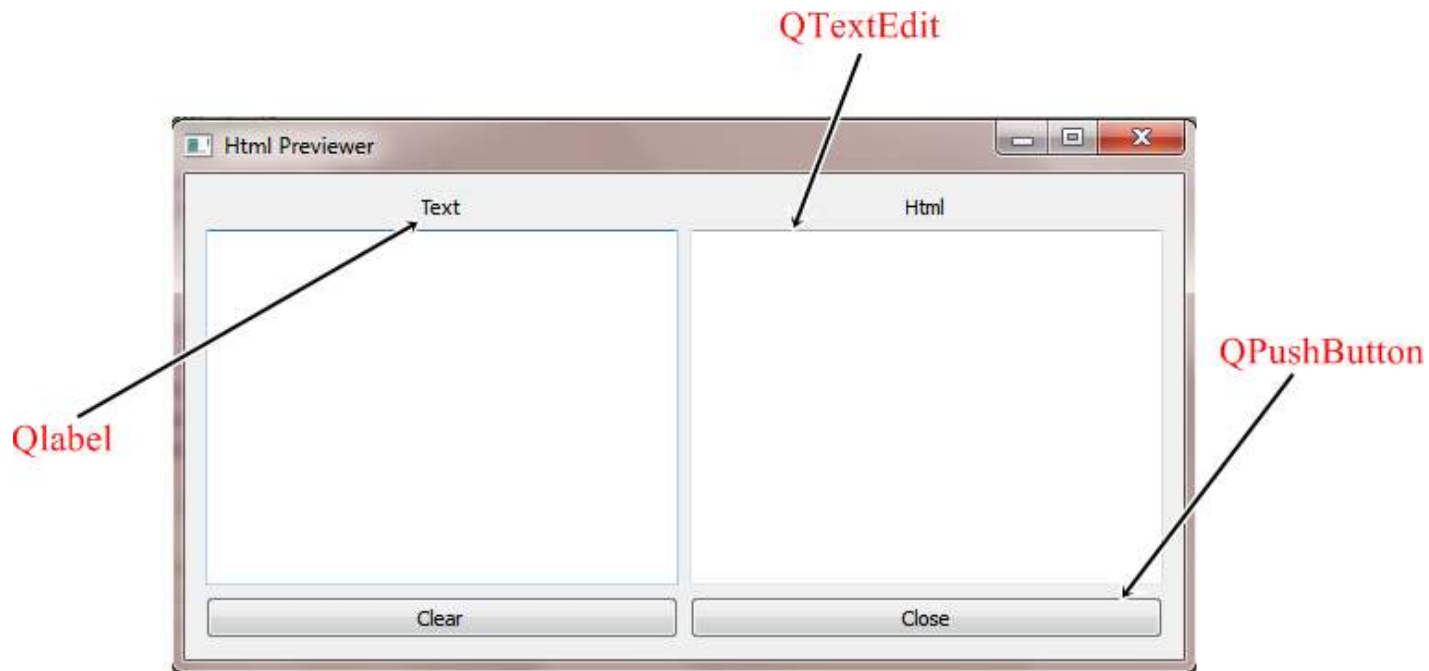 QTextEdit
Html Previewer
Text
Html
QPushButton
Qlabel
Clear
Close